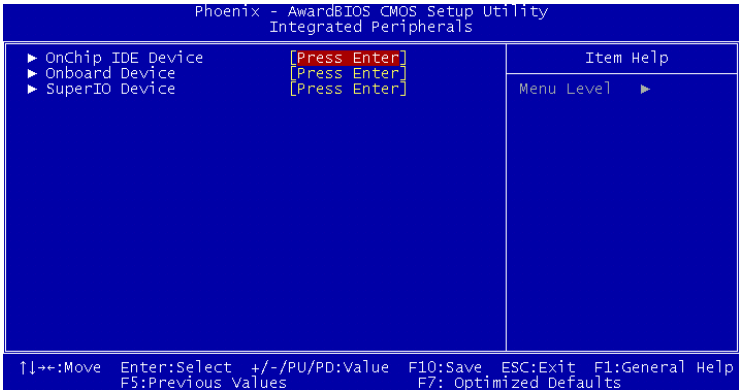 Phoenix - AwardBIOS CMOS Setup Utility
Integrated Peripherals
► OnChip IDE Device [Press Enter]
► Onboard Device [Press Enter]
► SuperIO Device [Press Enter]
Item Help
Menu Level ►
↑↓→←:Move Enter:Select +/-/PU/PD:Value F10:Save ESC:Exit F1:General Help
F5:Previous Values F7: Optimized Defaults